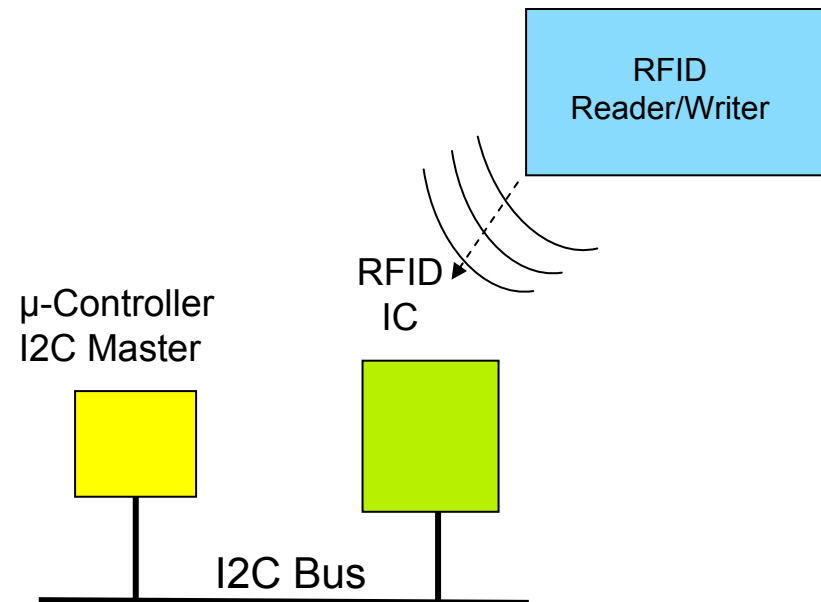 RFID
Reader/Writer
RFID
IC
µ-Controller
I2C Master
I2C Bus